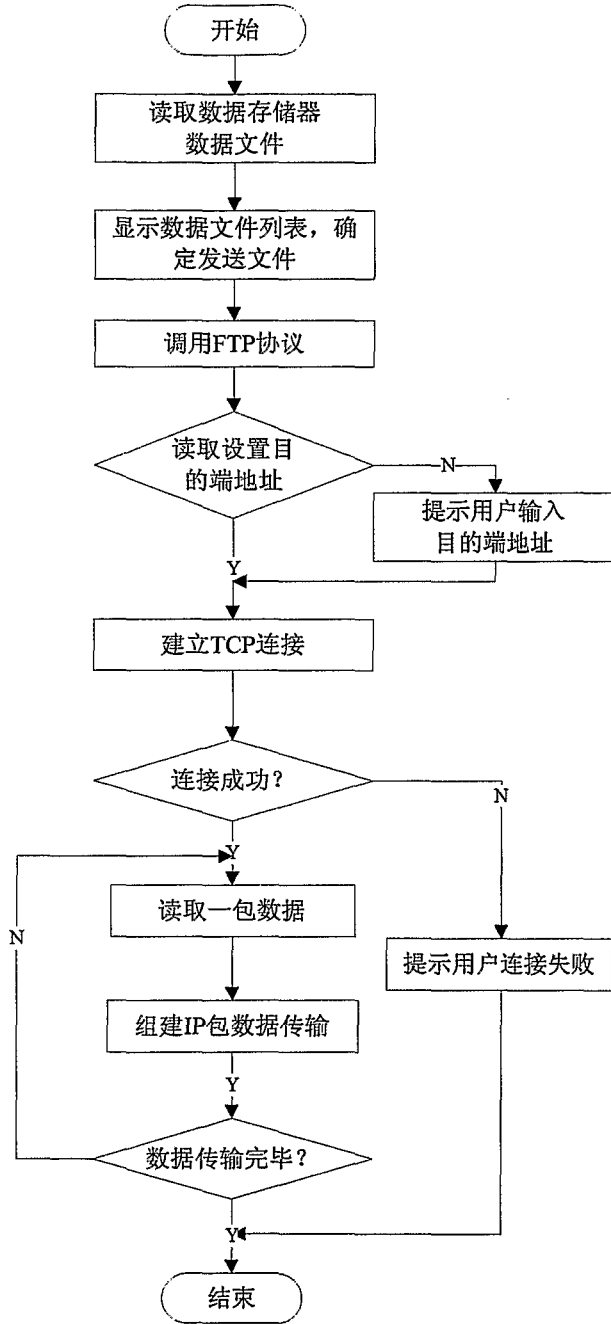 开始
读取数据存储器
数据文件
显示数据文件列表，确
定发送文件
调用FTP协议
读取设置目
的端地址
N
提示用户输入
目的端地址
Y
建立TCP连接
连接成功？
N
Y
读取一包数据
N
提示用户连接失败
组建IP包数据传输
Y
数据传输完毕？
Y
结束